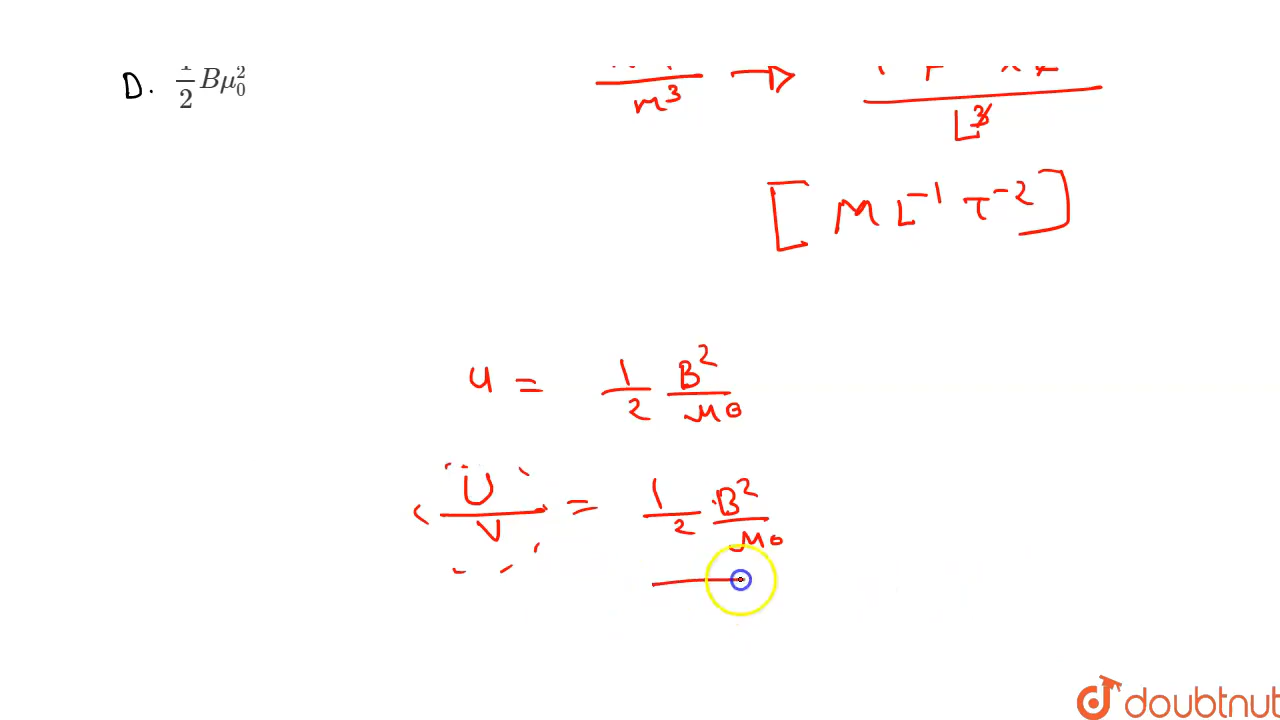 D. 1/2 Bμ₀²
m³ → L³
[ M L⁻¹ T⁻² ]
u = 1/2 B²/μ₀
U/V = 1/2 B²/μ₀
doubtnut